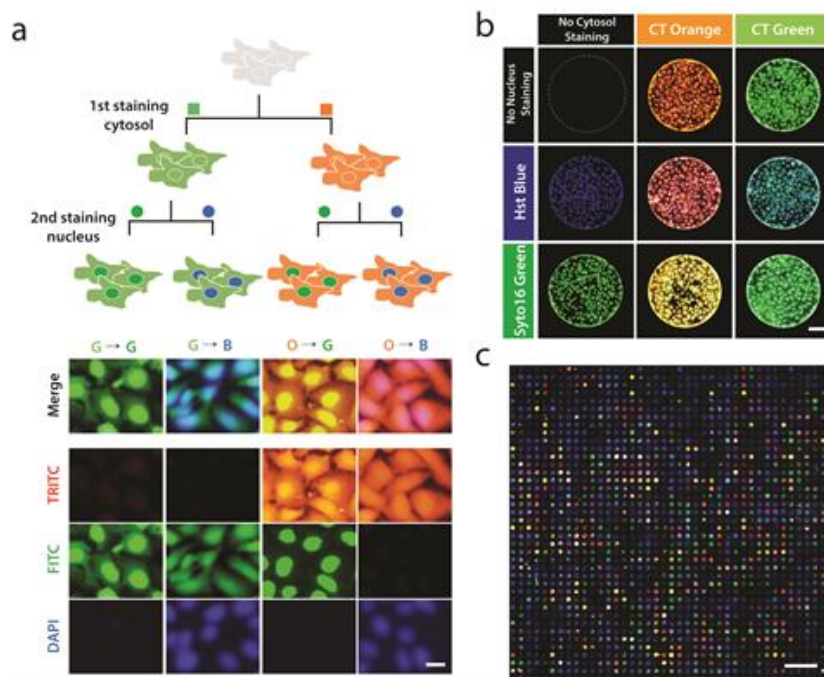 a
1st staining
cytosol
2nd staining
nucleus
G → G
G → B
O → G
O → B
Merge
TRITC
FITC
DAPI
b
No Cytosol
Staining
CT Orange
CT Green
No Nucleus
Staining
Hst Blue
Syto16 Green
c